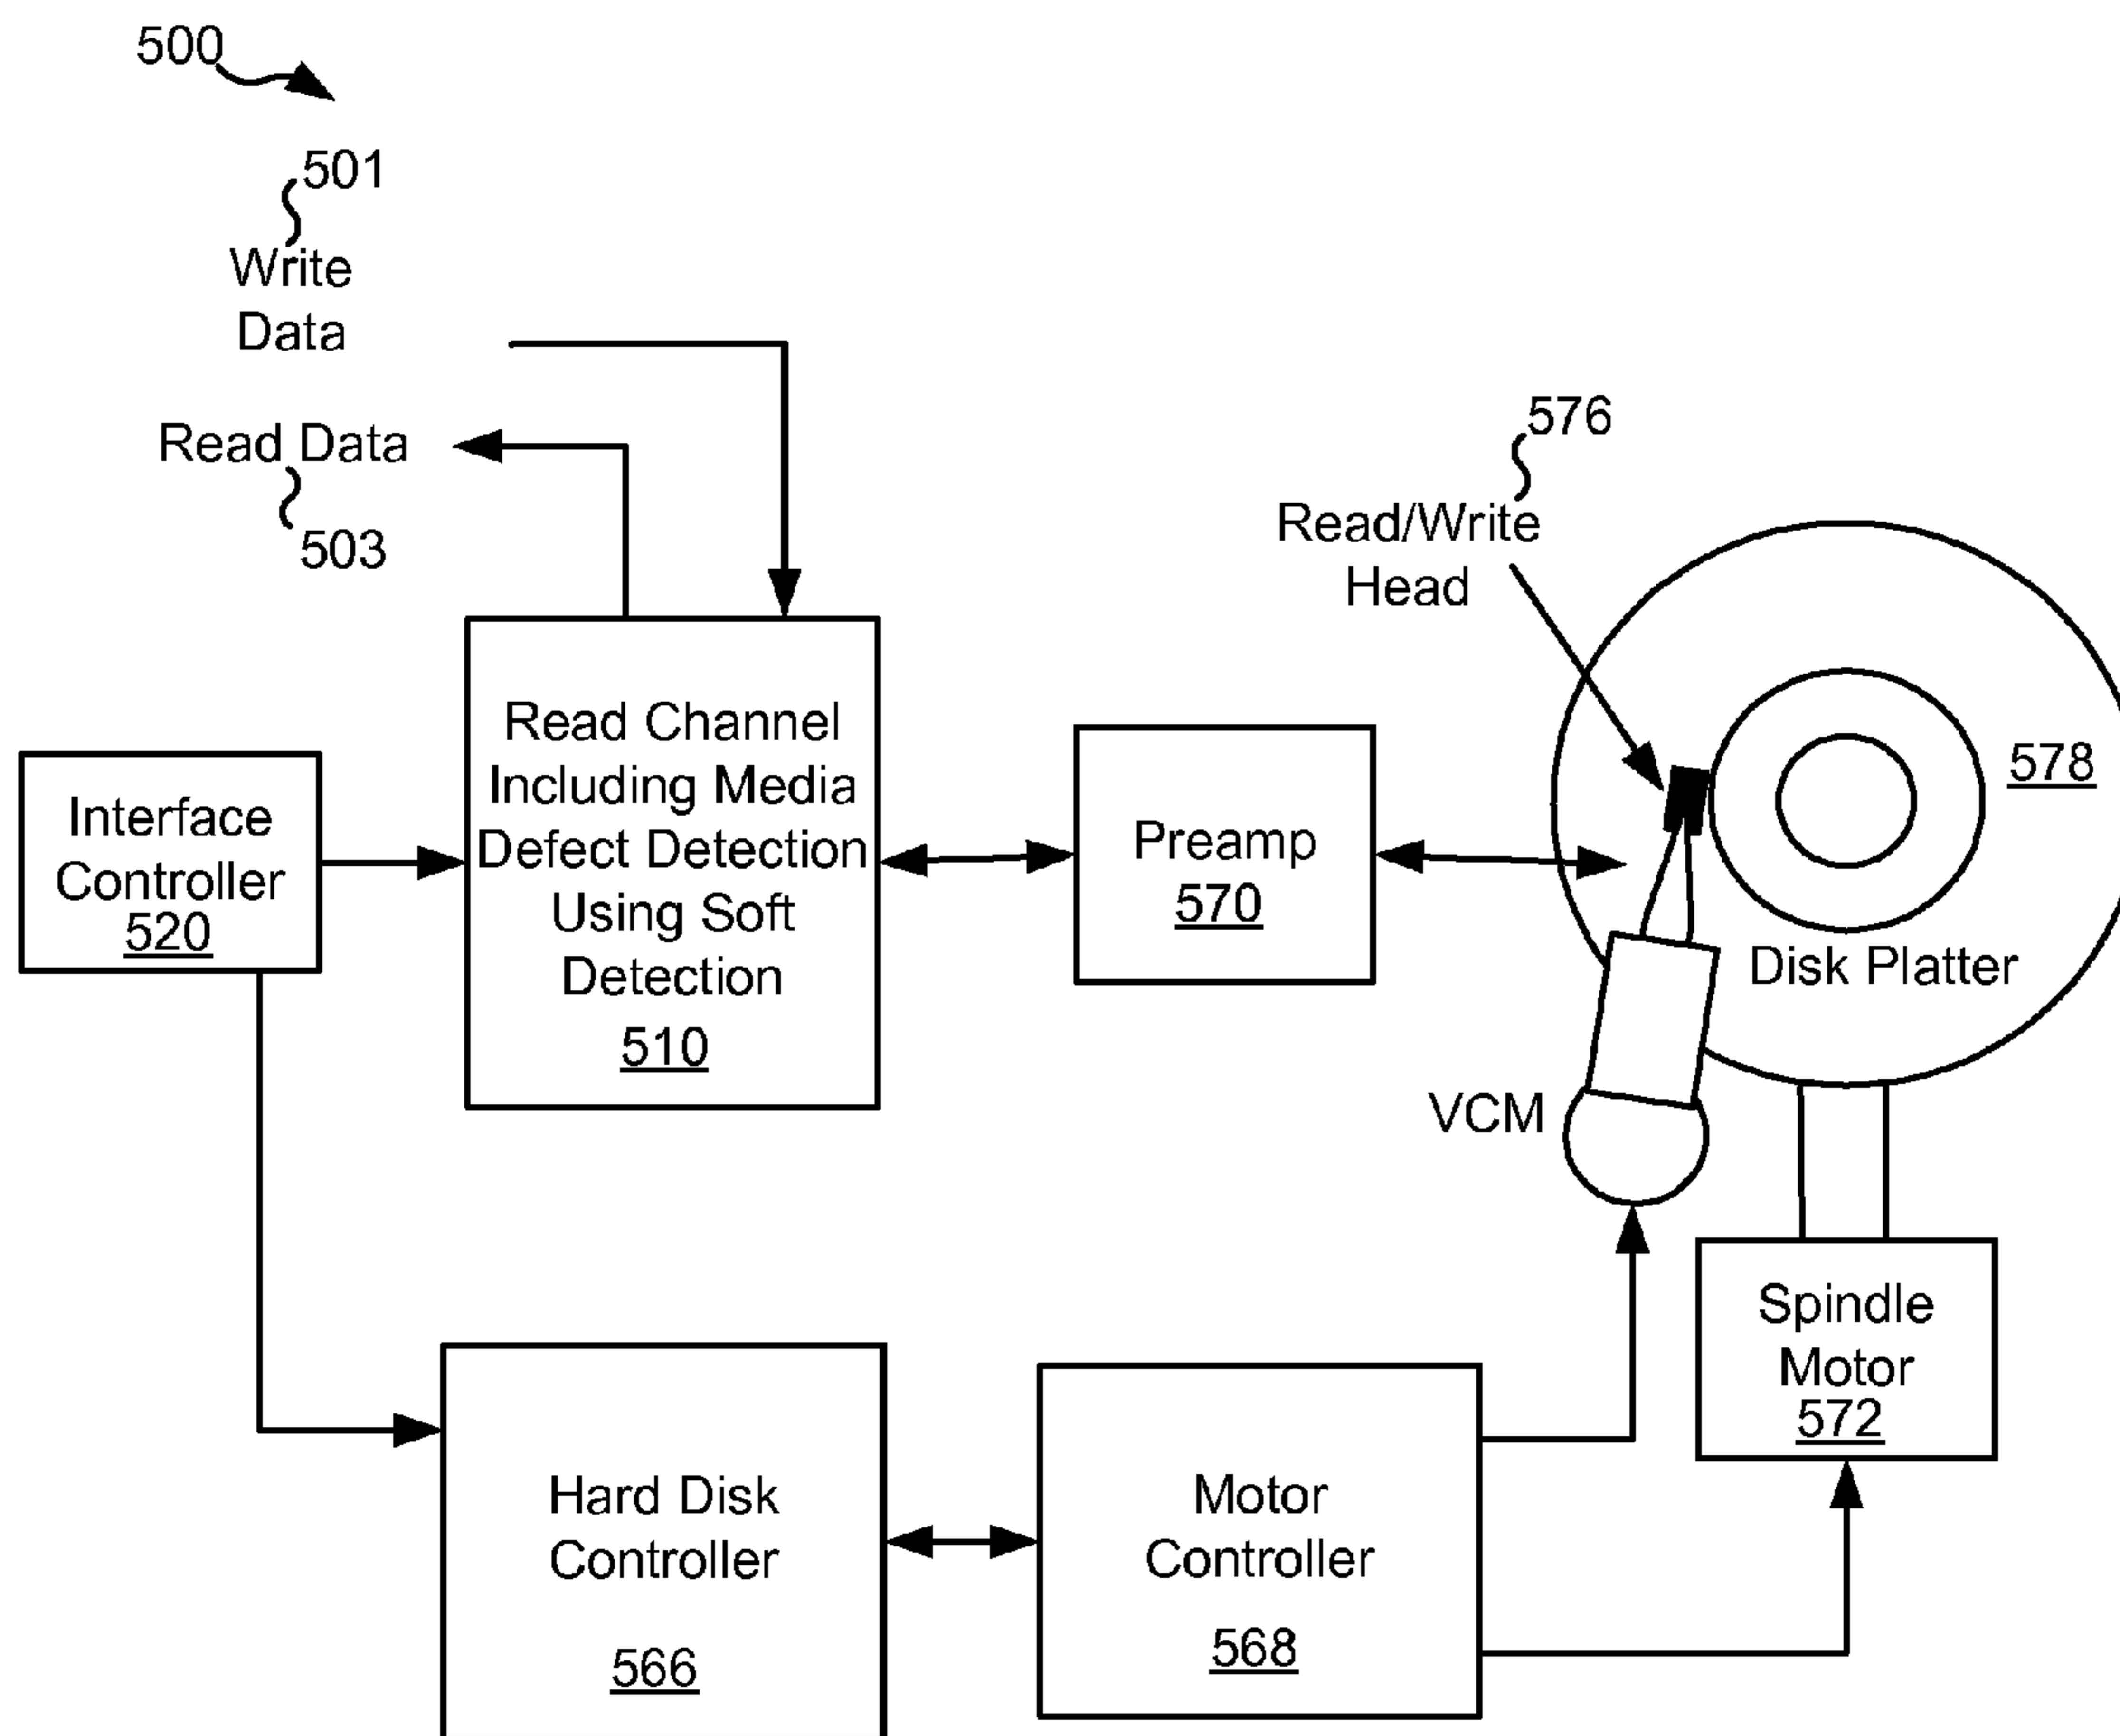 500
501
Write
Data
Read Data
503
576
Read/Write
Head
578
Disk Platter
Read Channel
Including Media
Defect Detection
Using Soft
Detection
510
Interface
Controller
520
Preamp
570
VCM
Spindle
Motor
572
Hard Disk
Controller
566
Motor
Controller
568